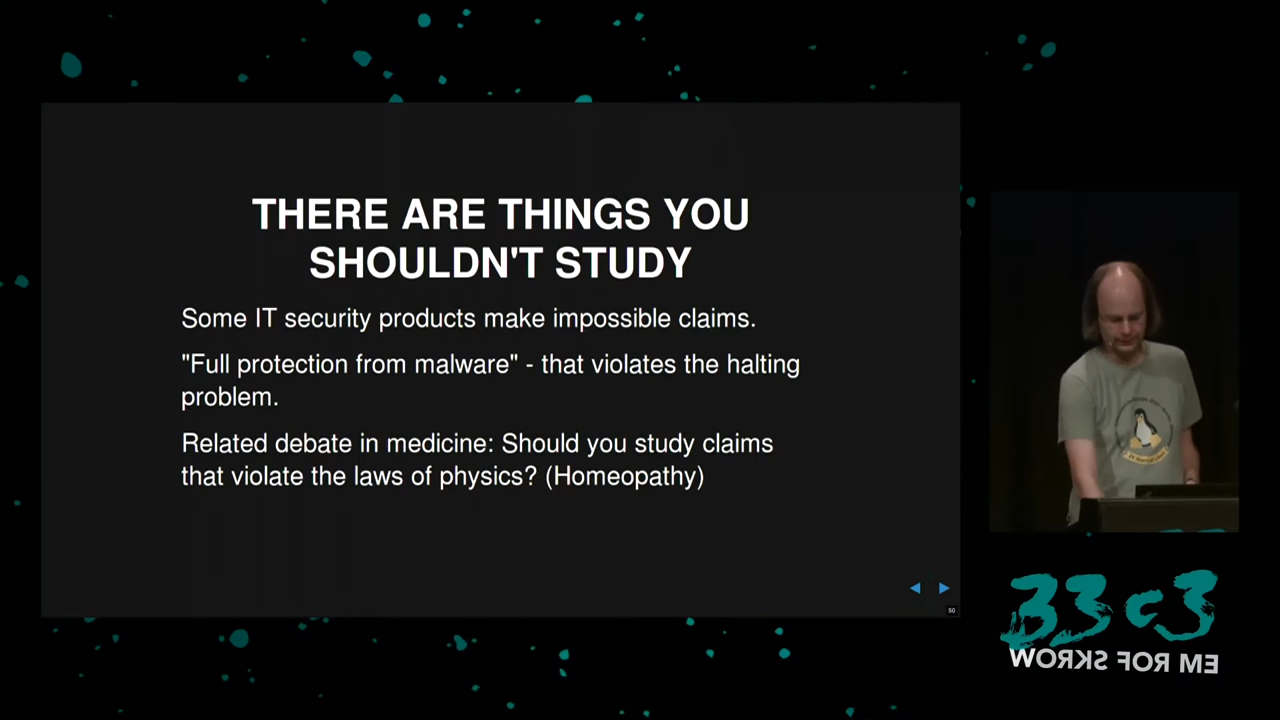 THERE ARE THINGS YOU
SHOULDN'T STUDY
Some IT security products make impossible claims.
"Full protection from malware" - that violates the halting
problem.
Related debate in medicine: Should you study claims
that violate the laws of physics? (Homeopathy)
50
33c3
WORKS FOR ME